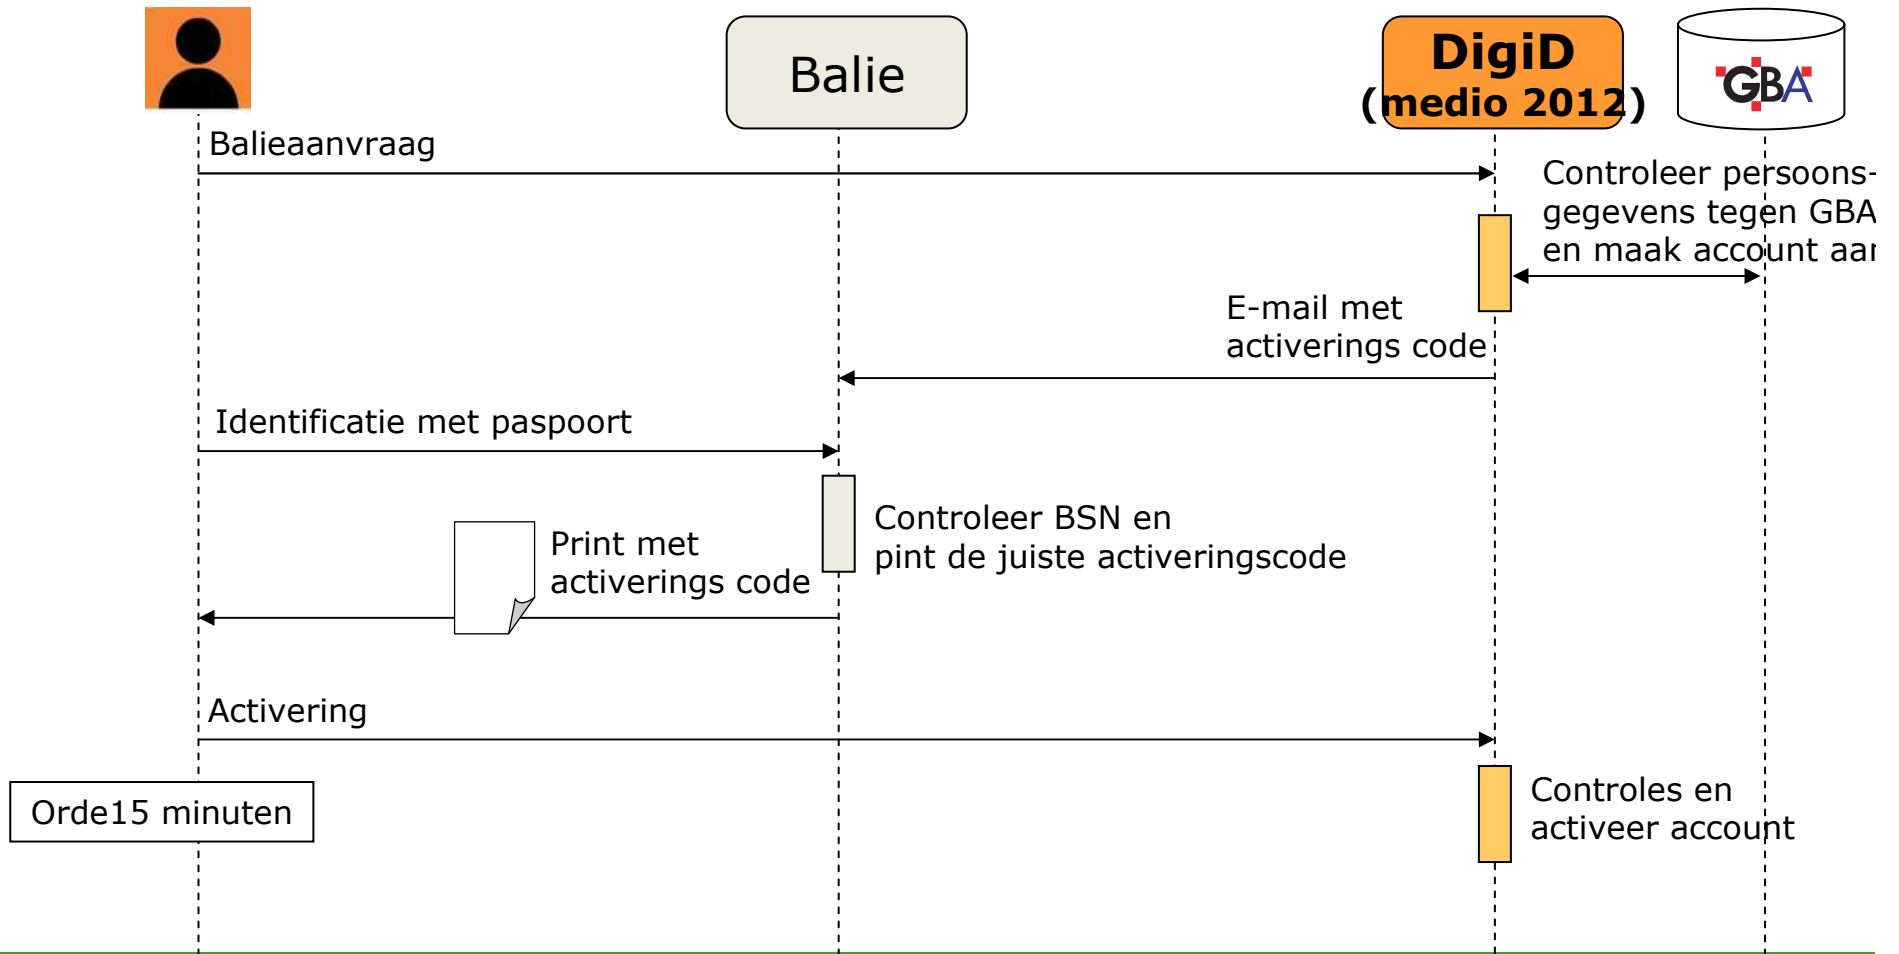 Balie
DigiD
(medio 2012)
GBA
Balieaanvraag
Controleer persoons-
gegevens tegen GBA
en maak account aan
E-mail met
activerings code
Identificatie met paspoort
Controleer BSN en
pint de juiste activeringscode
Print met
activerings code
Activering
Orde15 minuten
Controles en
activeer account